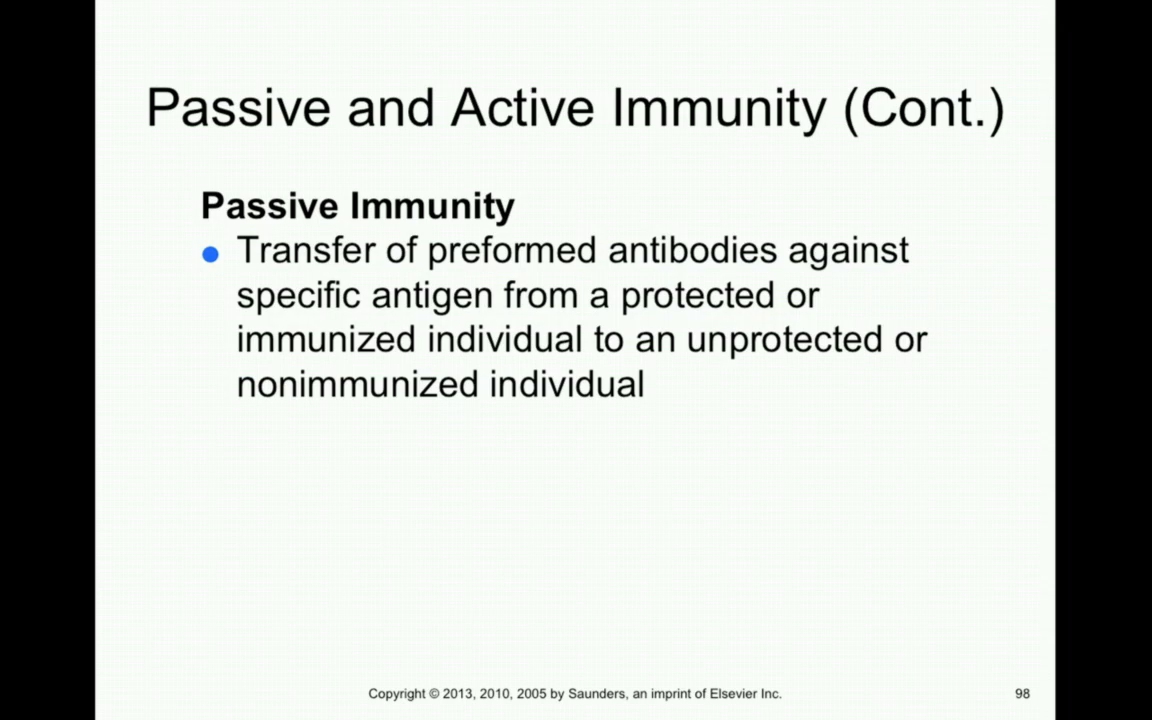 Passive and Active Immunity (Cont.)
Passive Immunity
● Transfer of preformed antibodies against
specific antigen from a protected or
immunized individual to an unprotected or
nonimmunized individual
Copyright © 2013, 2010, 2005 by Saunders, an imprint of Elsevier Inc.
98